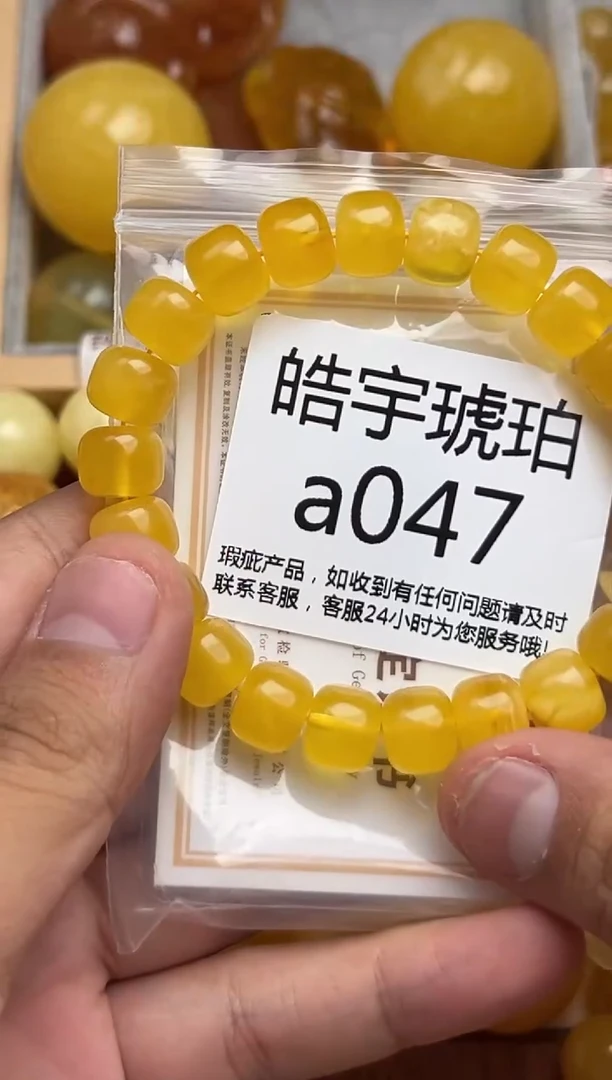 皓宇琥珀
a047
瑕疵产品，如收到有任何问题请及时
联系客服，客服24小时为您服务哦!